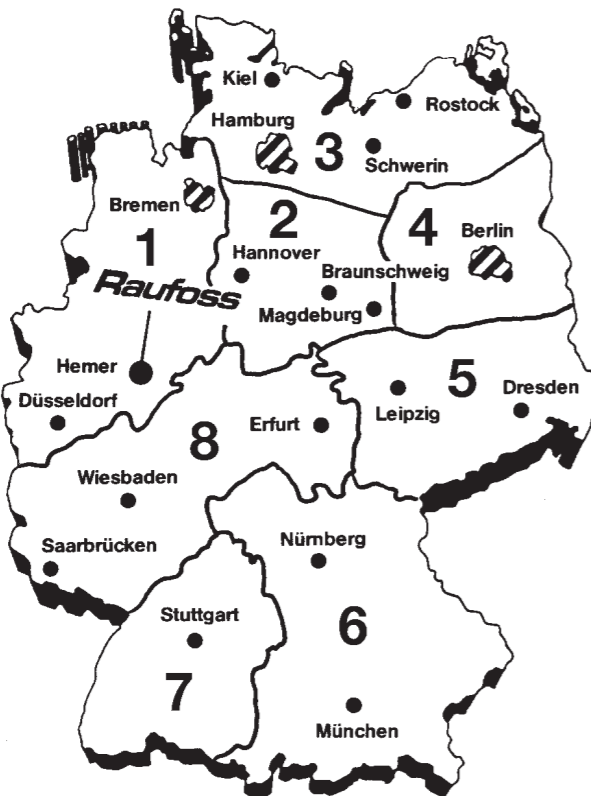 Kiel
Rostock
Hamburg
3
Schwerin
Bremen
1
2
4
Berlin
Hannover
Braunschweig
Raufoss
Magdeburg
Hemer
5
Düsseldorf
Leipzig
Dresden
8
Erfurt
Wiesbaden
Saarbrücken
Nürnberg
Stuttgart
6
7
München